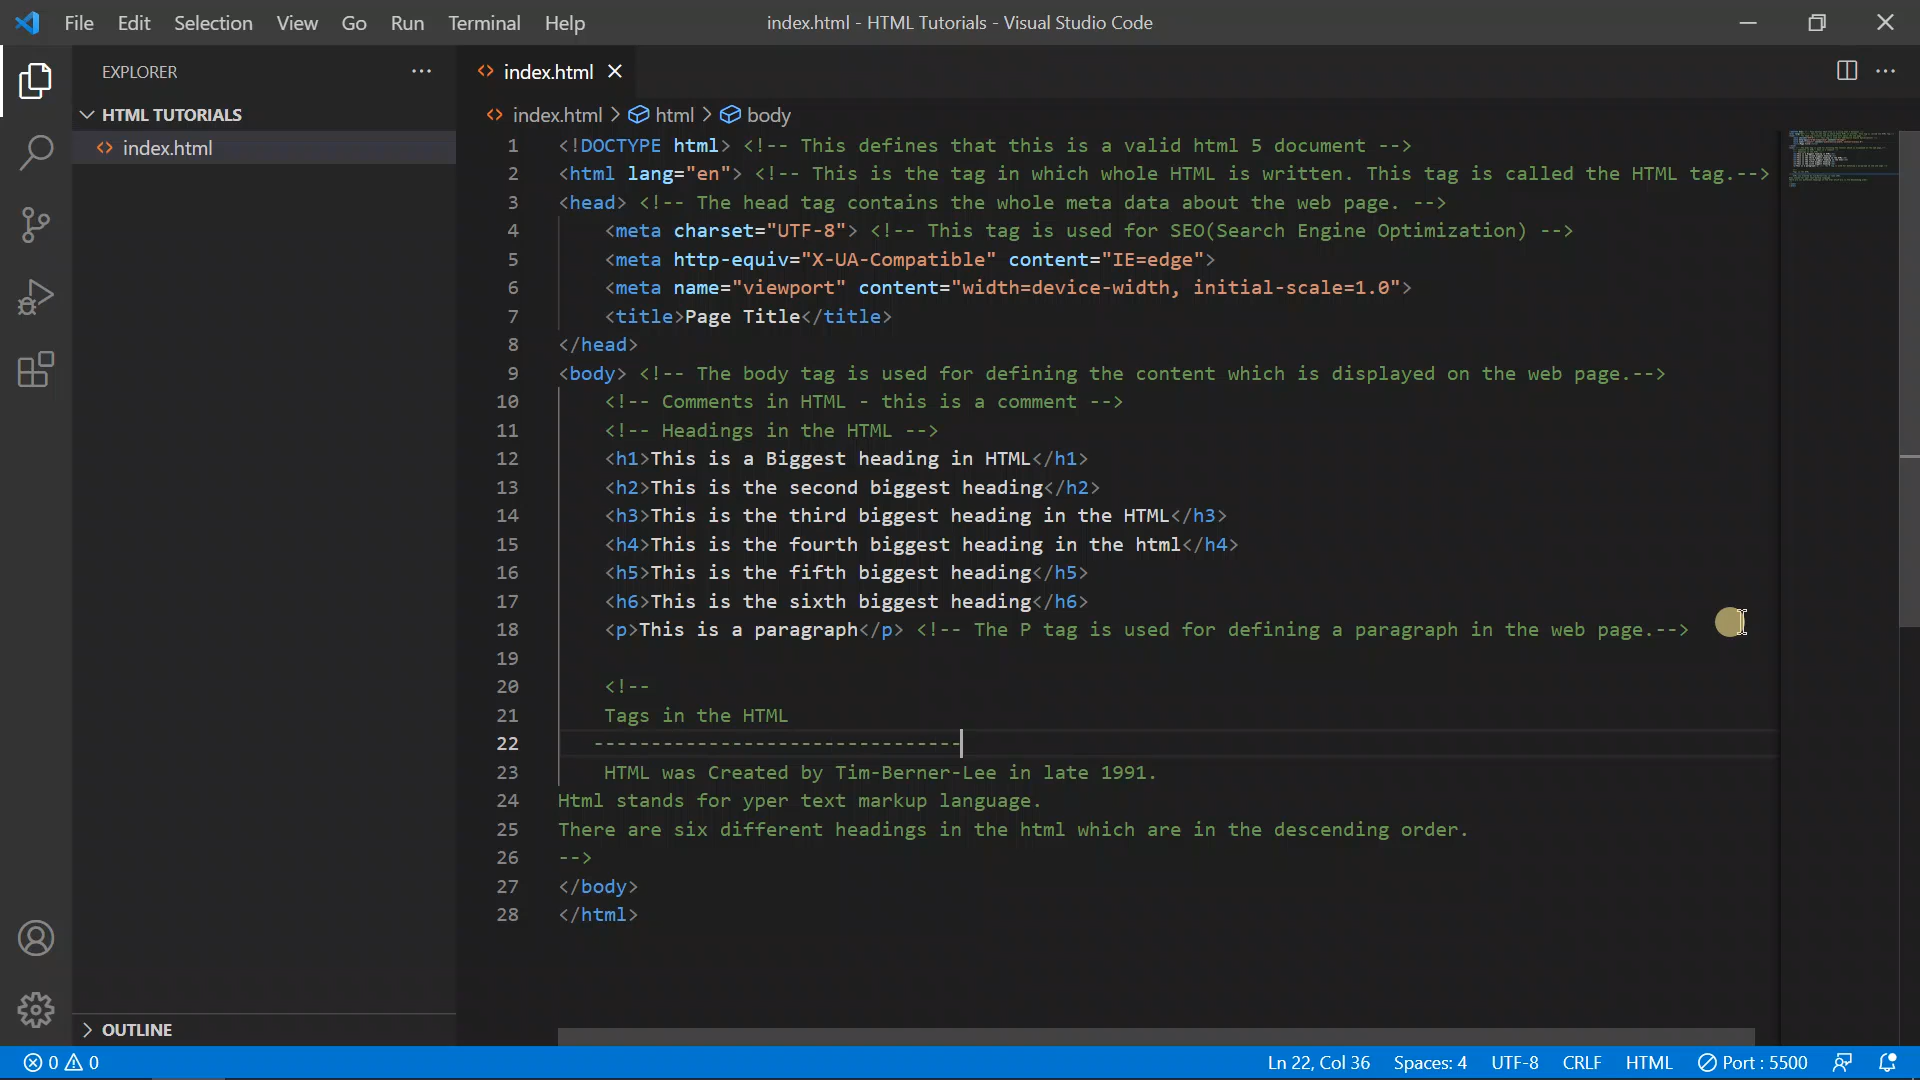 File Edit Selection View Go Run Terminal Help index.html - HTML Tutorials - Visual Studio Code
EXPLORER
index.html
HTML TUTORIALS
index.html
index.html > html > body
1 <!DOCTYPE html> <!-- This defines that this is a valid html 5 document -->
2 <html lang="en"> <!-- This is the tag in which whole HTML is written. This tag is called the HTML tag.-->
3 <head> <!-- The head tag contains the whole meta data about the web page. -->
4 <meta charset="UTF-8"> <!-- This tag is used for SEO(Search Engine Optimization) -->
5 <meta http-equiv="X-UA-Compatible" content="IE=edge">
6 <meta name="viewport" content="width=device-width, initial-scale=1.0">
7 <title>Page Title</title>
8 </head>
9 <body> <!-- The body tag is used for defining the content which is displayed on the web page.-->
10 <!-- Comments in HTML - this is a comment -->
11 <!-- Headings in the HTML -->
12 <h1>This is a Biggest heading in HTML</h1>
13 <h2>This is the second biggest heading</h2>
14 <h3>This is the third biggest heading in the HTML</h3>
15 <h4>This is the fourth biggest heading in the html</h4>
16 <h5>This is the fifth biggest heading</h5>
17 <h6>This is the sixth biggest heading</h6>
18 <p>This is a paragraph</p> <!-- The P tag is used for defining a paragraph in the web page.-->
19
20 <!--
21 Tags in the HTML
22 --------------------------------
23 HTML was Created by Tim-Berner-Lee in late 1991.
24 Html stands for yper text markup language.
25 There are six different headings in the html which are in the descending order.
26 -->
27 </body>
28 </html>
OUTLINE
0 0 Ln 22, Col 36 Spaces: 4 UTF-8 CRLF HTML Port : 5500